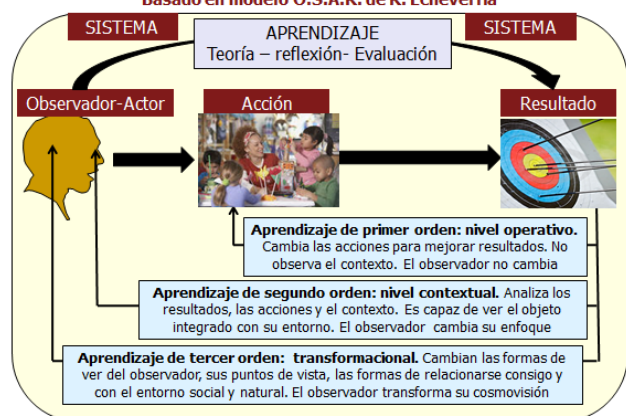 Basado en modelo O.S.A.R. de R. Echeverría
SISTEMA
APRENDIZAJE
Teoría – reflexión- Evaluación
SISTEMA
Observador-Actor
Acción
Resultado
Aprendizaje de primer orden: nivel operativo.
Cambia las acciones para mejorar resultados. No
observa el contexto. El observador no cambia
Aprendizaje de segundo orden: nivel contextual. Analiza los
resultados, las acciones y el contexto. Es capaz de ver el objeto
integrado con su entorno. El observador cambia su enfoque
Aprendizaje de tercer orden: transformacional. Cambian las formas de
ver del observador, sus puntos de vista, las formas de relacionarse consigo y
con el entorno social y natural. El observador transforma su cosmovisión